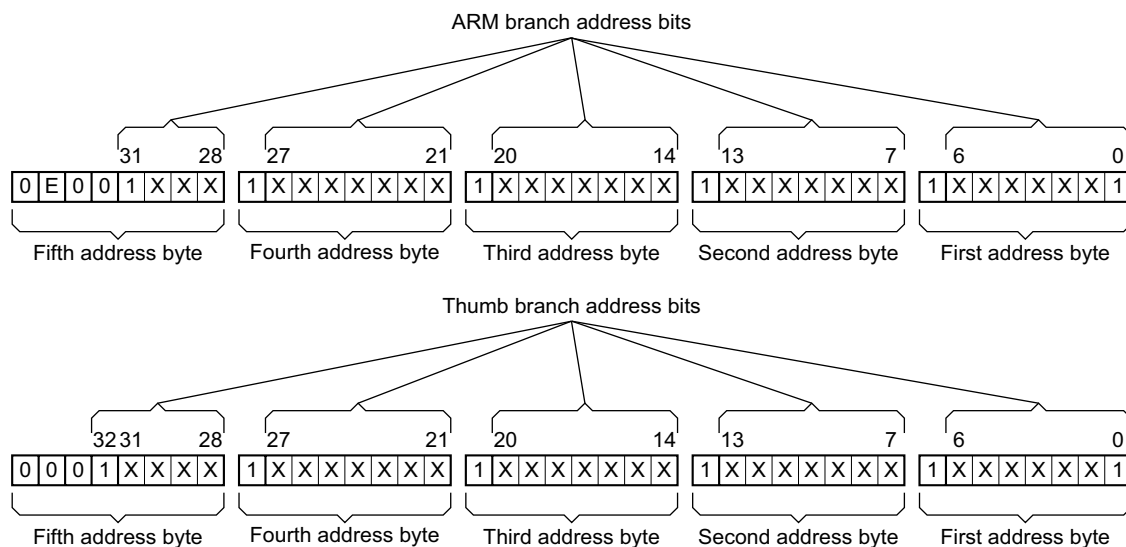 ARM branch address bits
31 28 27 21 20 14 13 7 6 0
0 E 0 0 1 X X X 1 X X X X X X X 1 X X X X X X X 1 X X X X X X X 1 X X X X X X 1
Fifth address byte Fourth address byte Third address byte Second address byte First address byte
Thumb branch address bits
32 31 28 27 21 20 14 13 7 6 0
0 0 0 1 X X X X 1 X X X X X X X 1 X X X X X X X 1 X X X X X X X 1 X X X X X X 1
Fifth address byte Fourth address byte Third address byte Second address byte First address byte